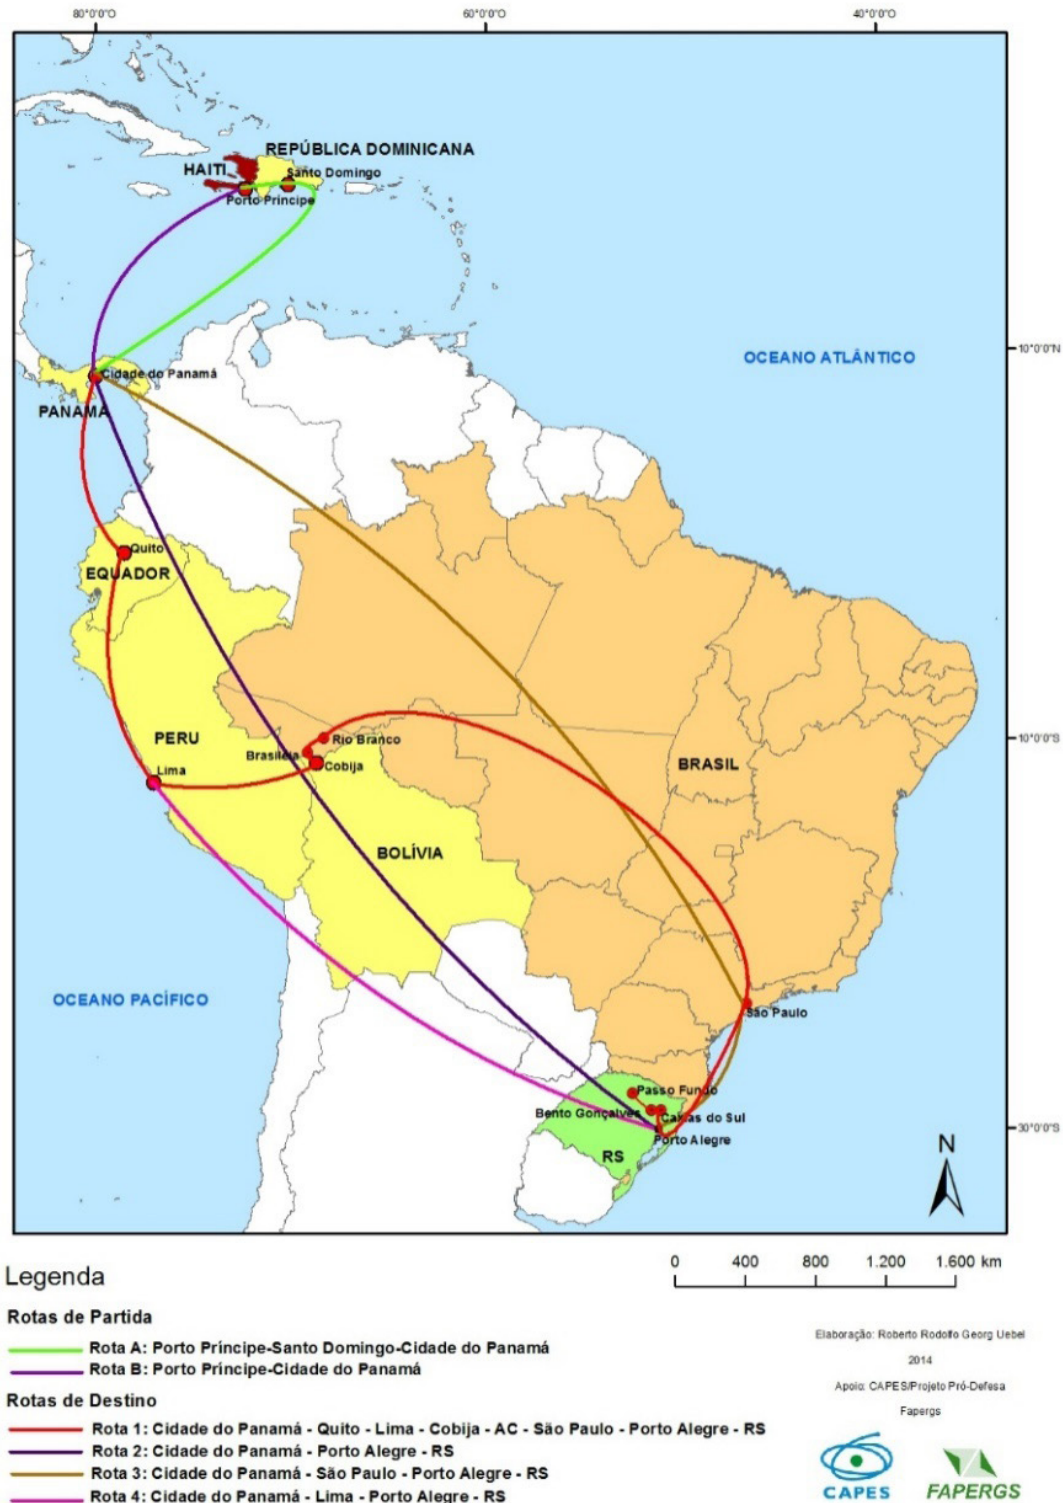 80°0'0"O
60°0'0"O
40°0'0"O
REPÚBLICA DOMINICANA
HAITI
Santo Domingo
Porto Príncipe
10°0'0"N
OCEANO ATLÂNTICO
Cidade do Panamá
PANAMÁ
Quito
EQUADOR
PERU
Rio Branco
10°0'0"S
Brasileia
BRASIL
Cobija
Lima
BOLÍVIA
OCEANO PACÍFICO
São Paulo
Passo Fundo
Bento Gonçalves
Caxias do Sul
30°0'0"S
Porto Alegre
N
RS
0 400 800 1.200 1.600 km
Legenda
Rotas de Partida
Rota A: Porto Príncipe-Santo Domingo-Cidade do Panamá
Rota B: Porto Príncipe-Cidade do Panamá
Rotas de Destino
Rota 1: Cidade do Panamá - Quito - Lima - Cobija - AC - São Paulo - Porto Alegre - RS
Rota 2: Cidade do Panamá - Porto Alegre - RS
Rota 3: Cidade do Panamá - São Paulo - Porto Alegre - RS
Rota 4: Cidade do Panamá - Lima - Porto Alegre - RS
Elaboração: Roberto Rodolfo Georg Uebel
2014
Apoio: CAPES/Projeto Pró-Defesa
Fapergs
CAPES
FAPERGS